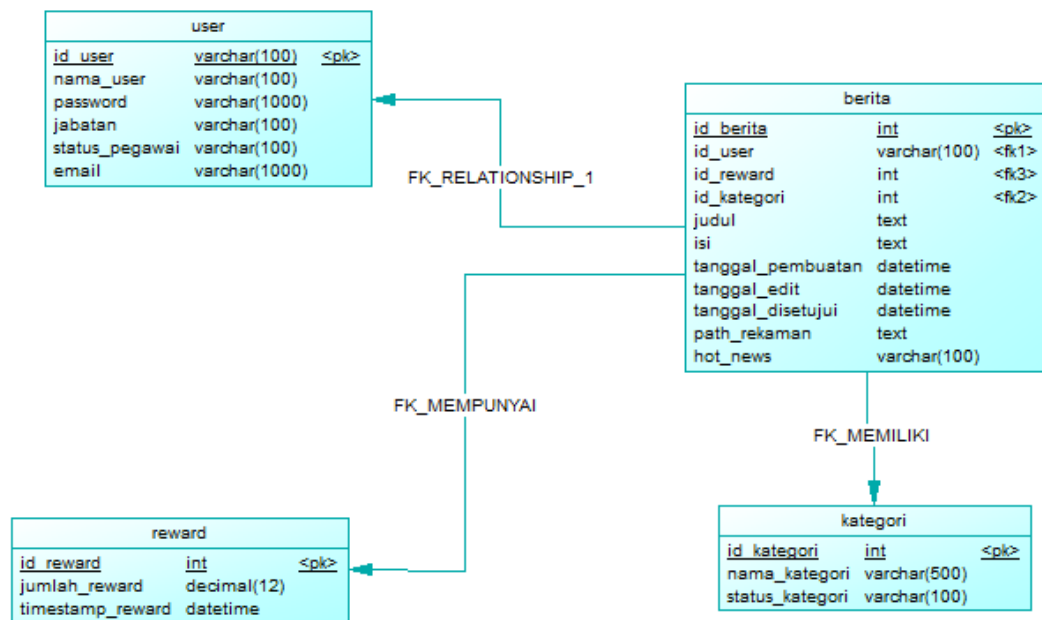 user
id_user varchar(100) <pk>
nama_user varchar(100)
password varchar(1000)
jabatan varchar(100)
status_pegawai varchar(100)
email varchar(1000)
berita
id_berita int <pk>
id_user varchar(100) <fk1>
id_reward int <fk3>
id_kategori int <fk2>
judul text
isi text
tanggal_pembuatan datetime
tanggal_edit datetime
tanggal_disetujui datetime
path_rekaman text
hot_news varchar(100)
FK_RELATIONSHIP_1
FK_MEMPUNYAI
FK_MEMILIKI
reward
id_reward int <pk>
jumlah_reward decimal(12)
timestamp_reward datetime
kategori
id_kategori int <pk>
nama_kategori varchar(500)
status_kategori varchar(100)